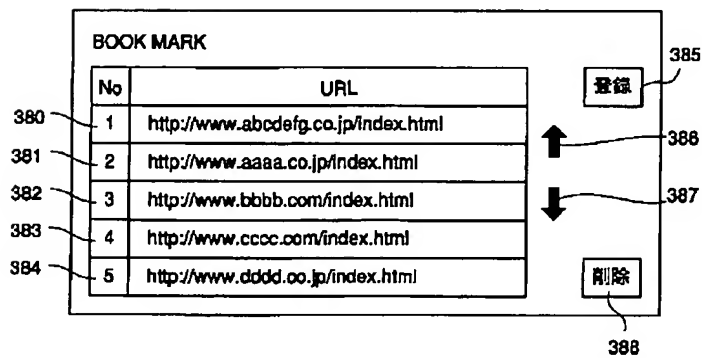 BOOK MARK
385
No URL
登録
380 1 http://www.abcdefg.co.jp/index.html
386
381 2 http://www.aaaa.co.jp/index.html
382 3 http://www.bbbb.com/index.html
387
383 4 http://www.cccc.com/index.html
384 5 http://www.dddd.co.jp/index.html
削除
388